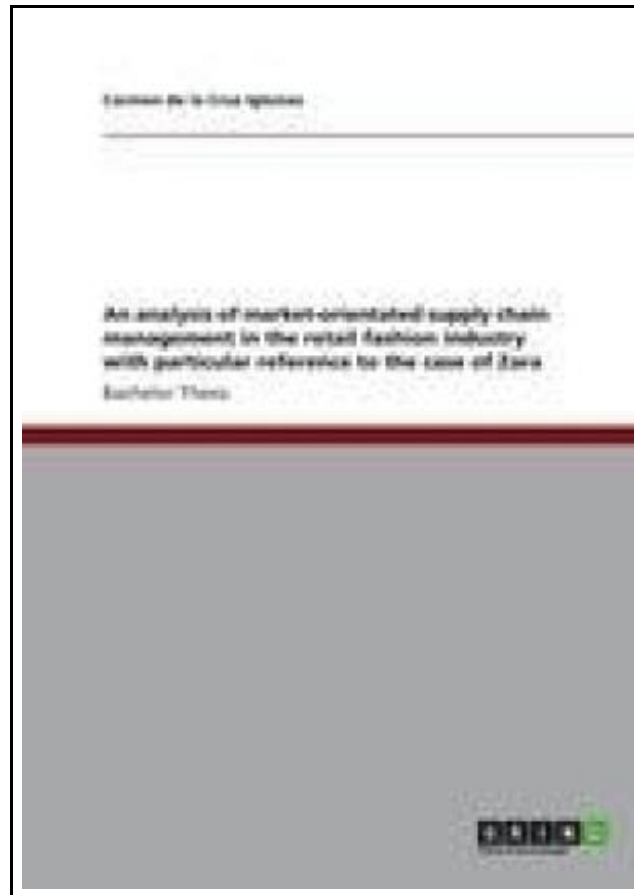 Carmen de la Cruz Iglesias
An analysis of market-orientated supply chain
management in the retail fashion industry
with particular reference to the case of Zara
Bachelor Thesis
GRIN